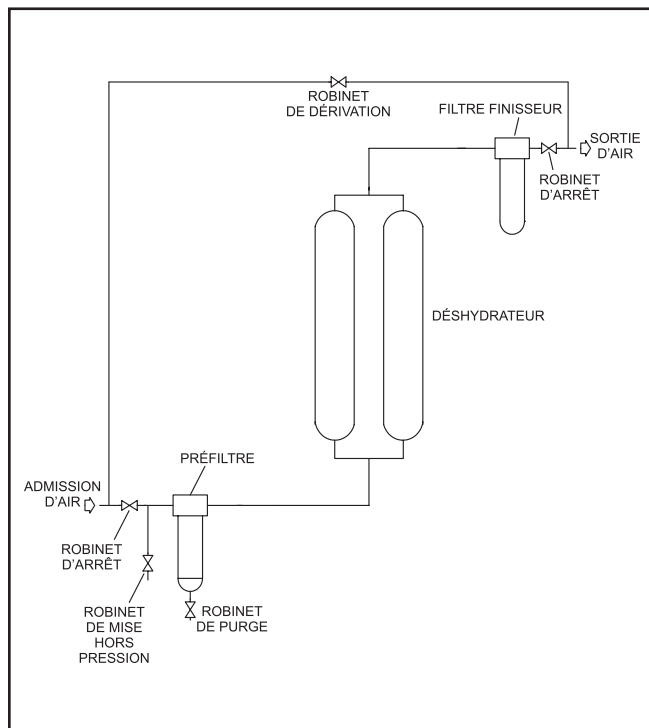 ROBINET
DE DÉRIVATION
FILTRE FINISSEUR
SORTIE
D'AIR
ROBINET
D'ARRÊT
DÉSHYDRATEUR
PRÉFILTRE
ADMISSION
D'AIR
ROBINET
D'ARRÊT
ROBINET
DE MISE
HORS
PRESSION
ROBINET
DE PURGE